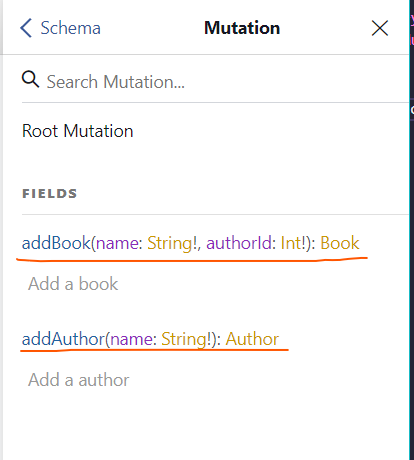 Schema
Mutation
Search Mutation...
Root Mutation
FIELDS
addBook(name: String!, authorId: Int!): Book
Add a book
addAuthor(name: String!): Author
Add a author